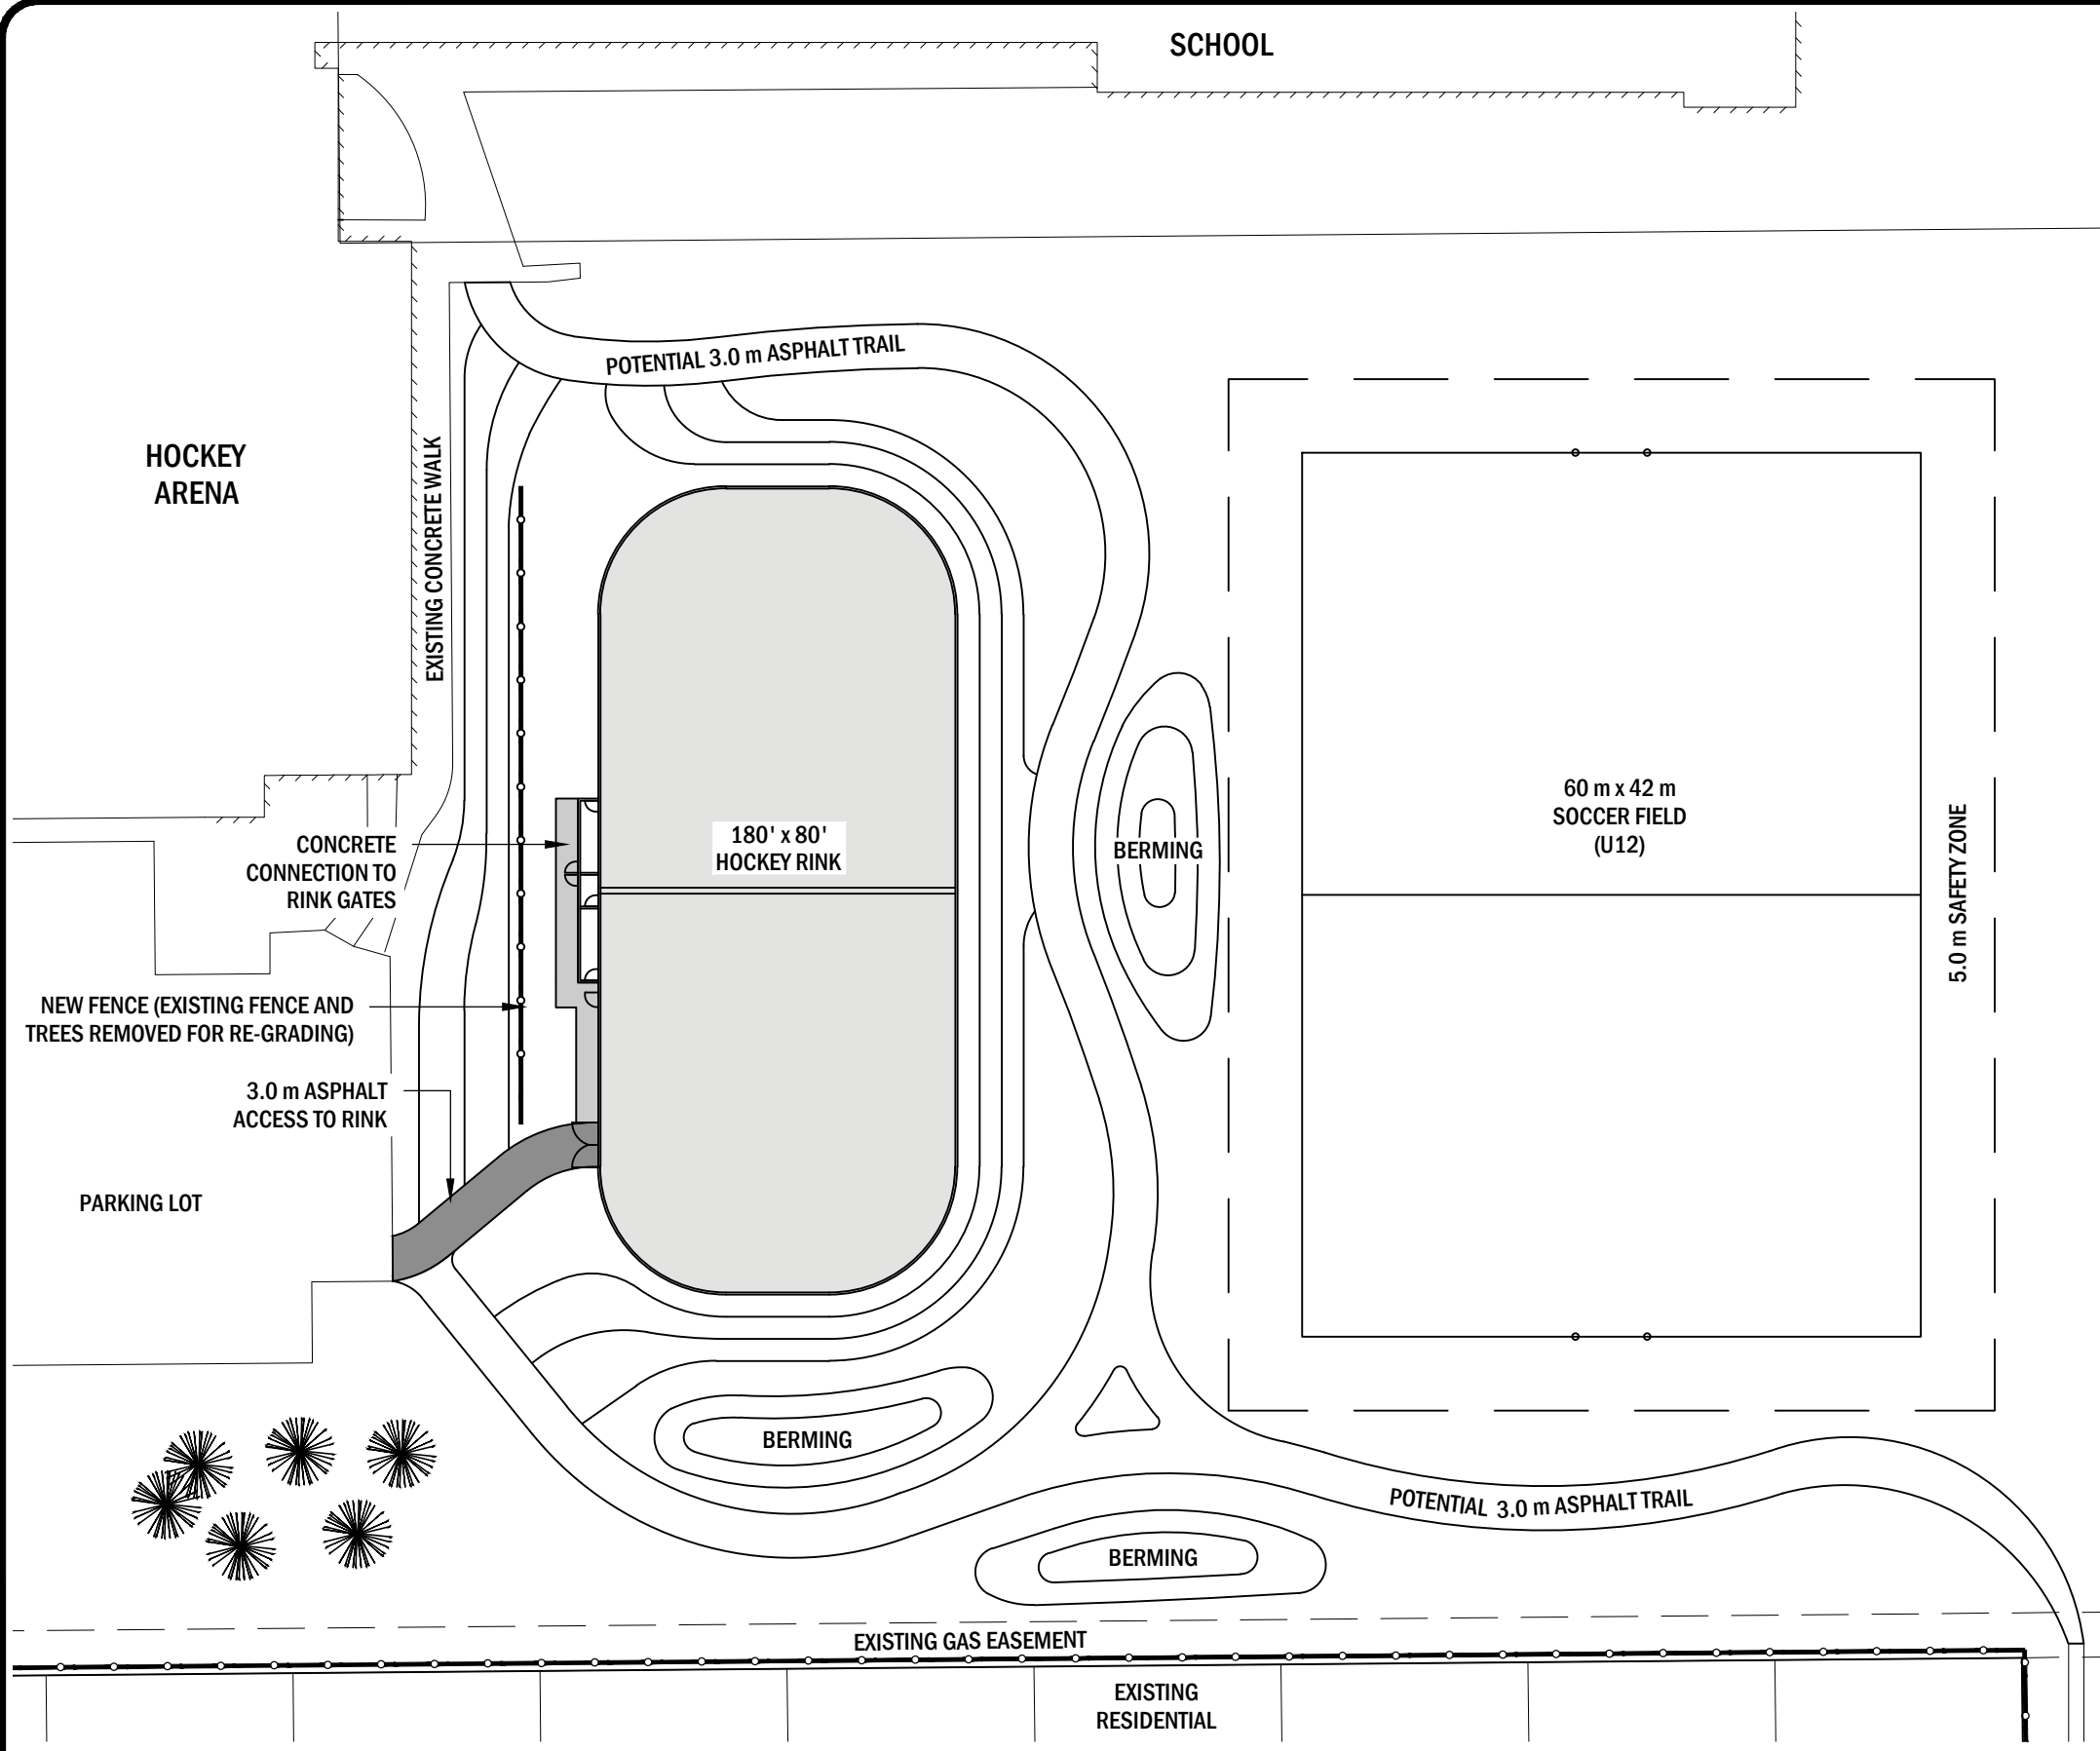 SCHOOL
POTENTIAL 3.0 m ASPHALT TRAIL
HOCKEY
ARENA
EXISTING CONCRETE WALK
60 m x 42 m
SOCCER FIELD
(U12)
5.0 m SAFETY ZONE
180' x 80'
HOCKEY RINK
BERMING
CONCRETE
CONNECTION TO
RINK GATES
NEW FENCE (EXISTING FENCE AND
TREES REMOVED FOR RE-GRADING)
3.0 m ASPHALT
ACCESS TO RINK
PARKING LOT
BERMING
POTENTIAL 3.0 m ASPHALT TRAIL
BERMING
EXISTING GAS EASEMENT
EXISTING
RESIDENTIAL